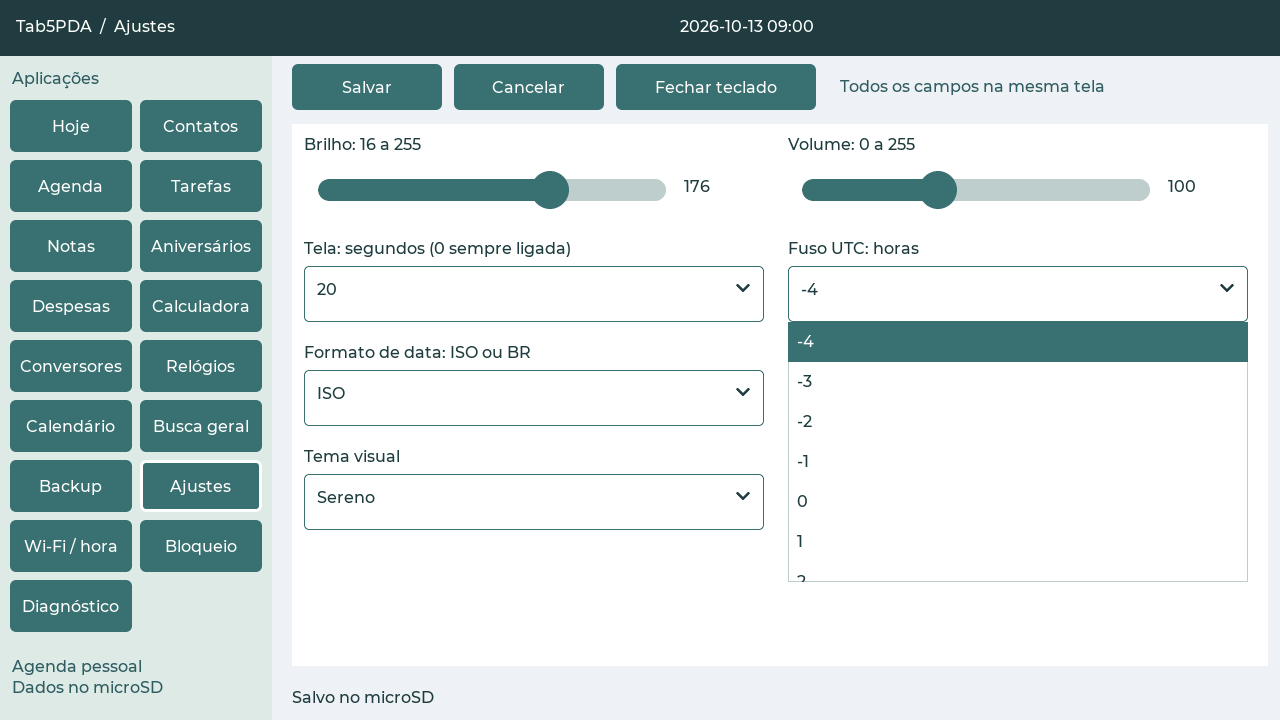 Tab5PDA / Ajustes
2026-10-13 09:00
Aplicações
Hoje
Contatos
Agenda
Tarefas
Notas
Aniversários
Despesas
Calculadora
Conversores
Relógios
Calendário
Busca geral
Backup
Ajustes
Wi-Fi / hora
Bloqueio
Diagnóstico
Agenda pessoal
Dados no microSD
Salvar
Cancelar
Fechar teclado
Todos os campos na mesma tela
Brilho: 16 a 255
176
Volume: 0 a 255
100
Tela: segundos (0 sempre ligada)
20
Fuso UTC: horas
-4
-4
-3
-2
-1
0
1
2
Formato de data: ISO ou BR
ISO
Tema visual
Sereno
Salvo no microSD